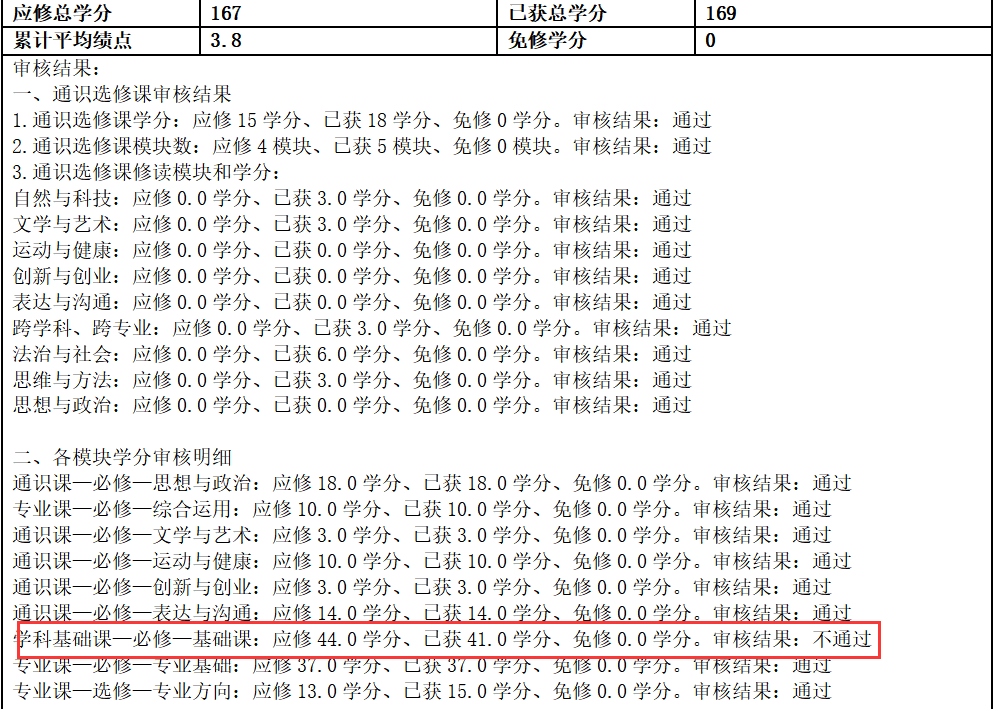 应修总学分 167 已获总学分 169
累计平均绩点 3.8 免修学分 0
审核结果：
一、通识选修课审核结果
1.通识选修课学分：应修 15 学分、已获 18 学分、免修 0 学分。审核结果：通过
2.通识选修课模块数：应修 4 模块、已获 5 模块、免修 0 模块。审核结果：通过
3.通识选修课修读模块和学分：
自然与科技：应修 0.0 学分、已获 3.0 学分、免修 0.0 学分。审核结果：通过
文学与艺术：应修 0.0 学分、已获 3.0 学分、免修 0.0 学分。审核结果：通过
运动与健康：应修 0.0 学分、已获 0.0 学分、免修 0.0 学分。审核结果：通过
创新与创业：应修 0.0 学分、已获 0.0 学分、免修 0.0 学分。审核结果：通过
表达与沟通：应修 0.0 学分、已获 0.0 学分、免修 0.0 学分。审核结果：通过
跨学科、跨专业：应修 0.0 学分、已获 3.0 学分、免修 0.0 学分。审核结果：通过
法治与社会：应修 0.0 学分、已获 6.0 学分、免修 0.0 学分。审核结果：通过
思维与方法：应修 0.0 学分、已获 3.0 学分、免修 0.0 学分。审核结果：通过
思想与政治：应修 0.0 学分、已获 0.0 学分、免修 0.0 学分。审核结果：通过
二、各模块学分审核明细
通识课—必修—思想与政治：应修 18.0 学分、已获 18.0 学分、免修 0.0 学分。审核结果：通过
专业课—必修—综合运用：应修 10.0 学分、已获 10.0 学分、免修 0.0 学分。审核结果：通过
通识课—必修—文学与艺术：应修 3.0 学分、已获 3.0 学分、免修 0.0 学分。审核结果：通过
通识课—必修—运动与健康：应修 10.0 学分、已获 10.0 学分、免修 0.0 学分。审核结果：通过
通识课—必修—创新与创业：应修 3.0 学分、已获 3.0 学分、免修 0.0 学分。审核结果：通过
通识课—必修—表达与沟通：应修 14.0 学分、已获 14.0 学分、免修 0.0 学分。审核结果：通过
学科基础课—必修—基础课：应修 44.0 学分、已获 41.0 学分、免修 0.0 学分。审核结果：不通过
专业课—必修—专业基础：应修 37.0 学分、已获 37.0 学分、免修 0.0 学分。审核结果：通过
专业课—选修—专业方向：应修 13.0 学分、已获 15.0 学分、免修 0.0 学分。审核结果：通过